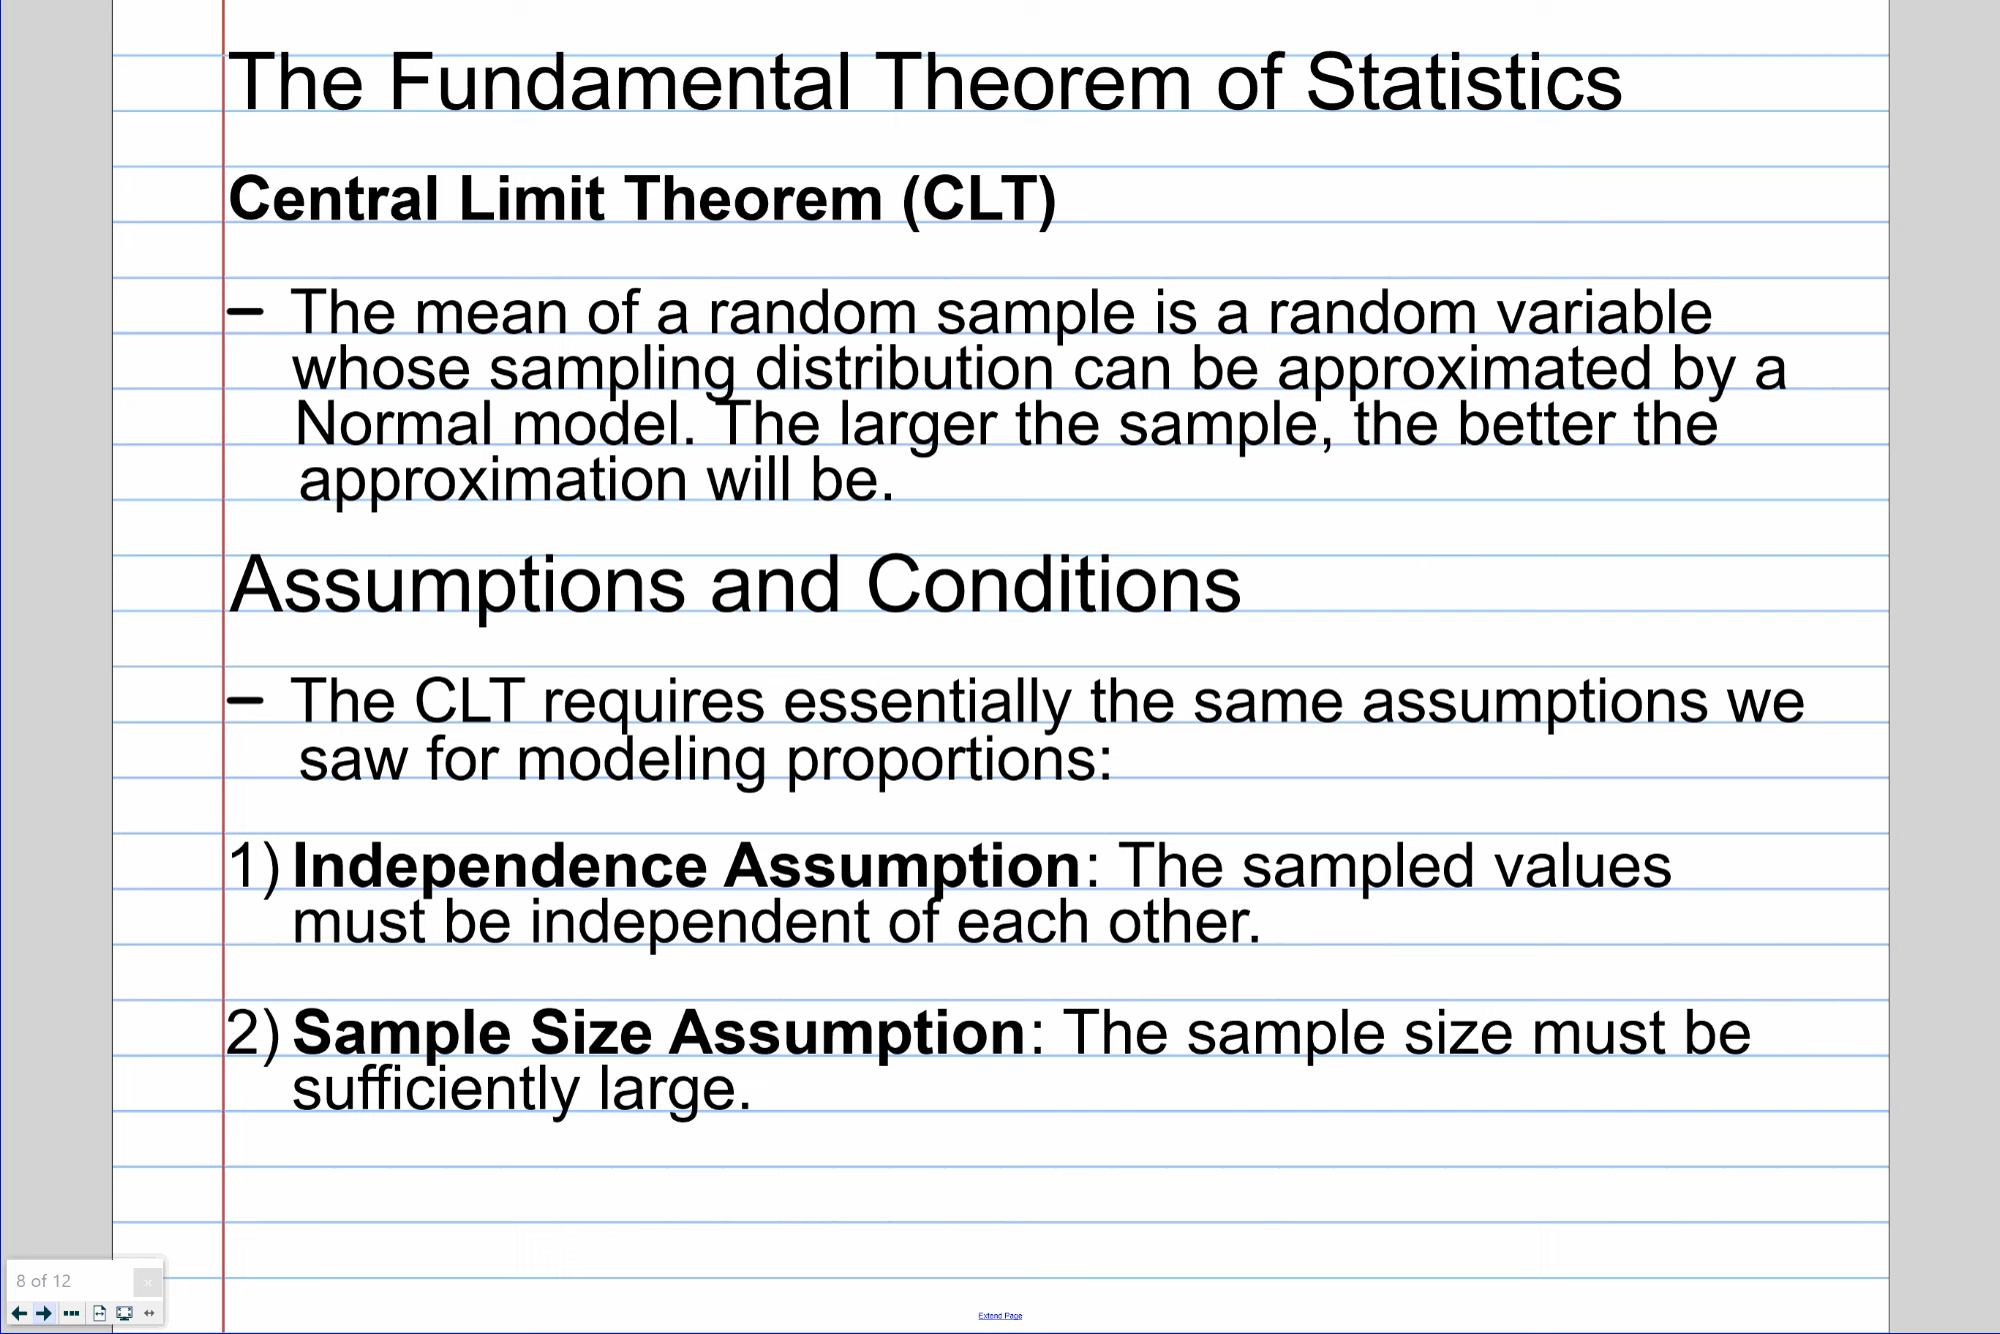 The Fundamental Theorem of Statistics
Central Limit Theorem (CLT)
– The mean of a random sample is a random variable
whose sampling distribution can be approximated by a
Normal model. The larger the sample, the better the
approximation will be.
Assumptions and Conditions
– The CLT requires essentially the same assumptions we
saw for modeling proportions:
1) Independence Assumption: The sampled values
must be independent of each other.
2) Sample Size Assumption: The sample size must be
sufficiently large.
8 of 12
Extend Page